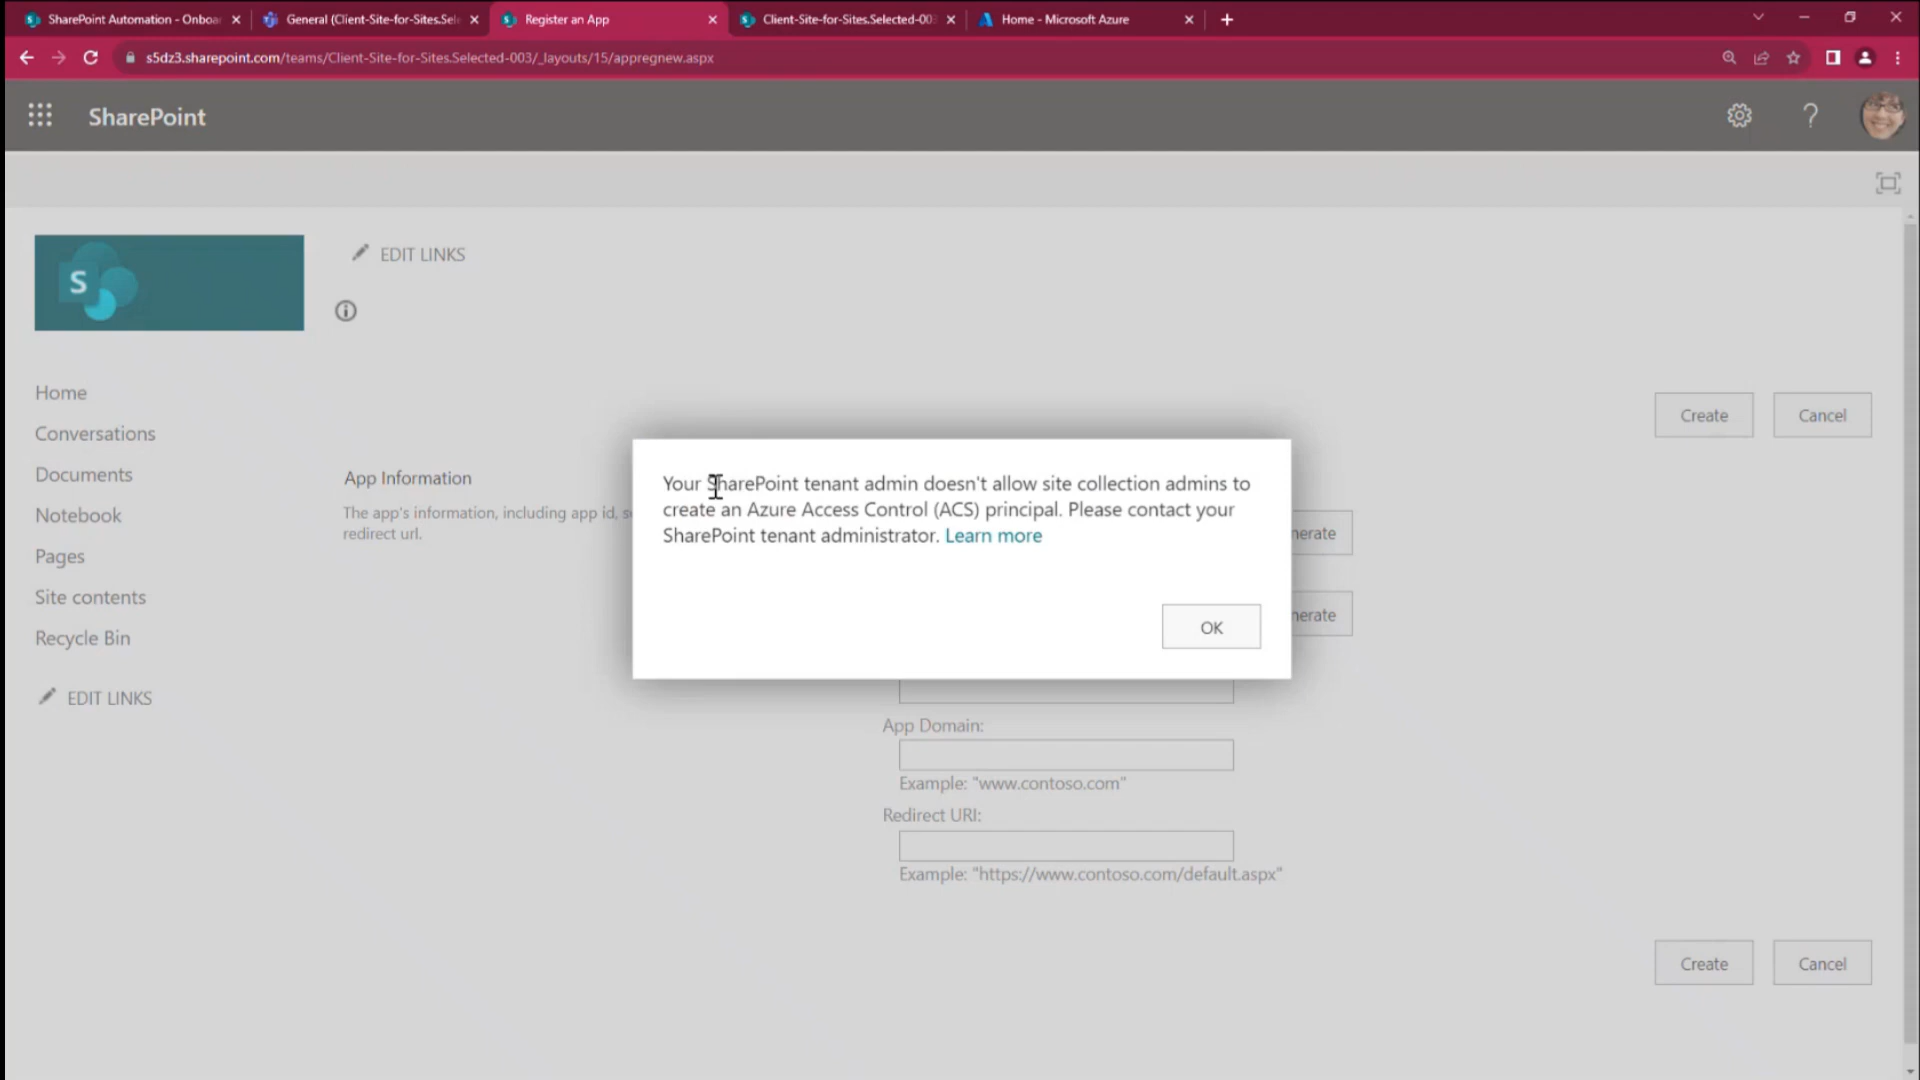 SharePoint Automation - Onboa
General (Client-Site-for-Sites.Sel
Register an App
Client-Site-for-Sites.Selected-00
Home - Microsoft Azure
s5dz3.sharepoint.com/teams/Client-Site-for-Sites.Selected-003/_layouts/15/appregnew.aspx
SharePoint
S
EDIT LINKS
Home
Conversations
Documents
Notebook
Pages
Site contents
Recycle Bin
EDIT LINKS
Create
Cancel
App Information
The app's information, including app id, s
redirect url.
Your SharePoint tenant admin doesn't allow site collection admins to
create an Azure Access Control (ACS) principal. Please contact your
SharePoint tenant administrator. Learn more
OK
nerate
nerate
App Domain:
Example: "www.contoso.com"
Redirect URI:
Example: "https://www.contoso.com/default.aspx"
Create
Cancel